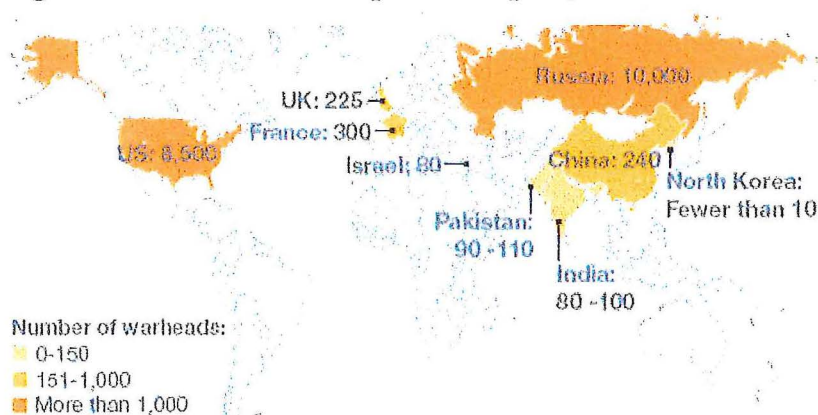 Russia: 10,000
UK: 225
France: 300
US: 8,500
Israel: 80
China: 240
North Korea:
Fewer than 10
Pakistan:
90 -110
India:
80 -100
Number of warheads:
0-150
151-1,000
More than 1,000